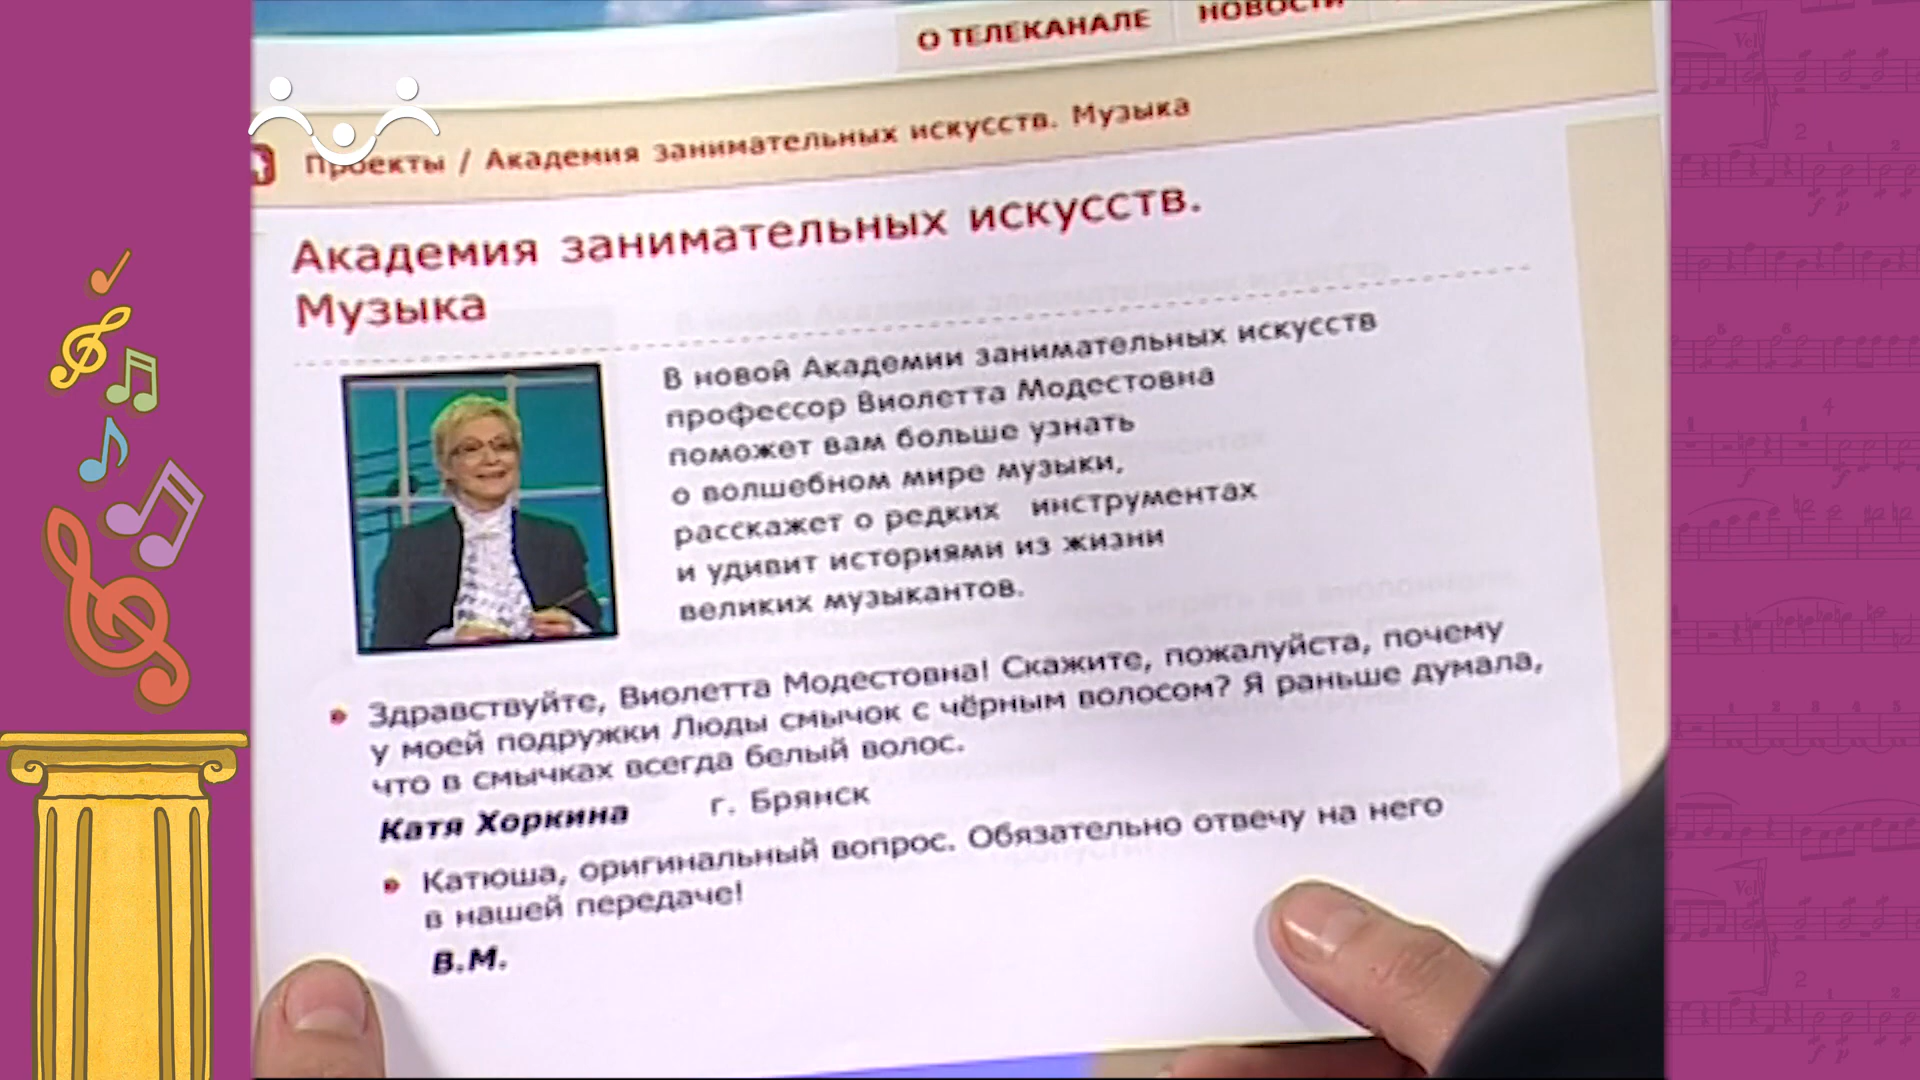 О ТЕЛЕКАНАЛЕ НОВОСТИ
Проекты / Академия занимательных искусств. Музыка
Академия занимательных искусств.
Музыка
В новой Академии занимательных искусств
профессор Виолетта Модестовна
поможет вам больше узнать
о волшебном мире музыки,
расскажет о редких инструментах
и удивит историями из жизни
великих музыкантов.
Здравствуйте, Виолетта Модестовна! Скажите, пожалуйста, почему
у моей подружки Люды смычок с чёрным волосом? Я раньше думала,
что в смычках всегда белый волос.
Катя Хоркина г. Брянск
Катюша, оригинальный вопрос. Обязательно отвечу на него
в нашей передаче!
В.М.